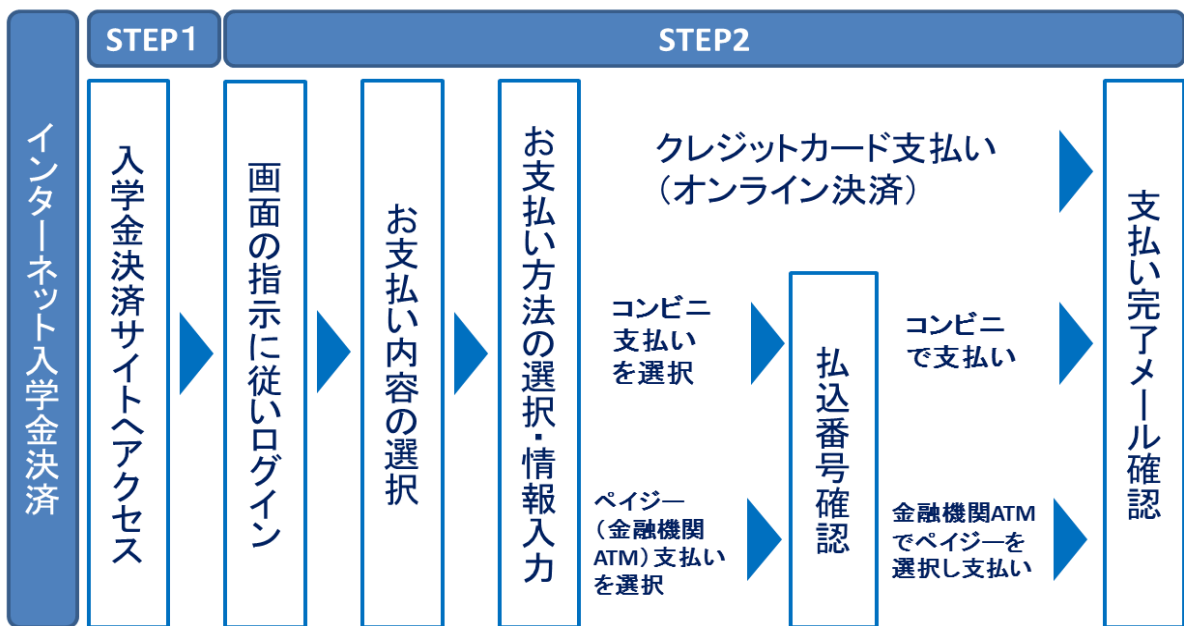 インターネット入学金決済
STEP1
STEP2
入学金決済サイトへアクセス
画面の指示に従いログイン
お支払い内容の選択
お支払い方法の選択・情報入力
クレジットカード支払い
（オンライン決済）
コンビニ
支払い
を選択
ペイジー
（金融機関
ATM）支払い
を選択
払込番号確認
コンビニ
で支払い
金融機関ATM
でペイジーを
選択し支払い
支払い完了メール確認